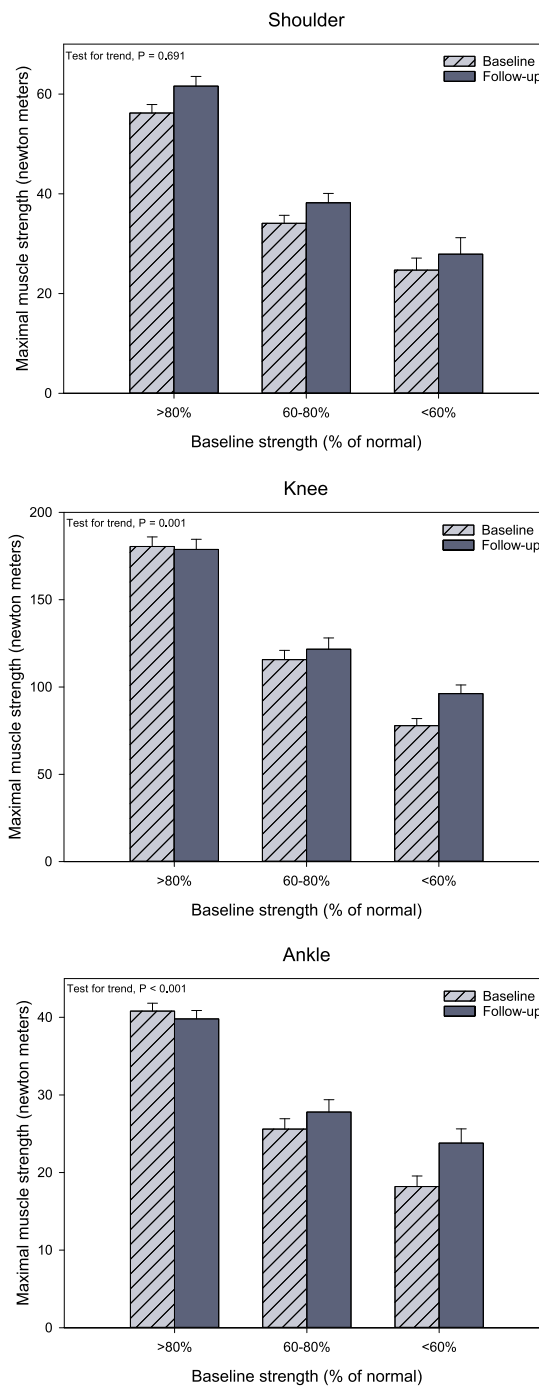 Shoulder
Test for trend, P = 0.691
Baseline
Follow-up
60
40
20
0
Maximal muscle strength (newton meters)
>80% 60-80% <60%
Baseline strength (% of normal)
Knee
200
Test for trend, P = 0.001
Baseline
Follow-up
150
100
50
0
Maximal muscle strength (newton meters)
>80% 60-80% <60%
Baseline strength (% of normal)
Ankle
Test for trend, P < 0.001
Baseline
Follow-up
40
30
20
10
0
Maximal muscle strength (newton meters)
>80% 60-80% <60%
Baseline strength (% of normal)